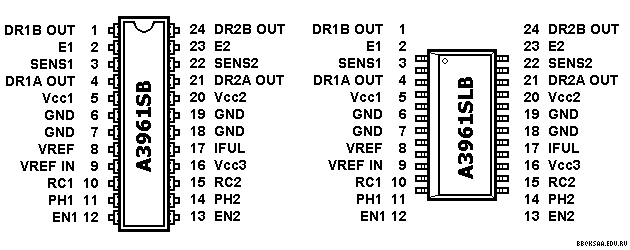 DR1B OUT 1 24 DR2B OUT
E1 2 23 E2
SENS1 3 22 SENS2
DR1A OUT 4 21 DR2A OUT
Vcc1 5 20 Vcc2
GND 6 19 GND
GND 7 18 GND
VREF 8 17 IFUL
VREF IN 9 16 Vcc3
RC1 10 15 RC2
PH1 11 14 PH2
EN1 12 13 EN2
A3961SB
DR1B OUT 1 24 DR2B OUT
E1 2 23 E2
SENS1 3 22 SENS2
DR1A OUT 4 21 DR2A OUT
Vcc1 5 20 Vcc2
GND 6 19 GND
GND 7 18 GND
VREF 8 17 IFUL
VREF IN 9 16 Vcc3
RC1 10 15 RC2
PH1 11 14 PH2
EN1 12 13 EN2
A3961SLB